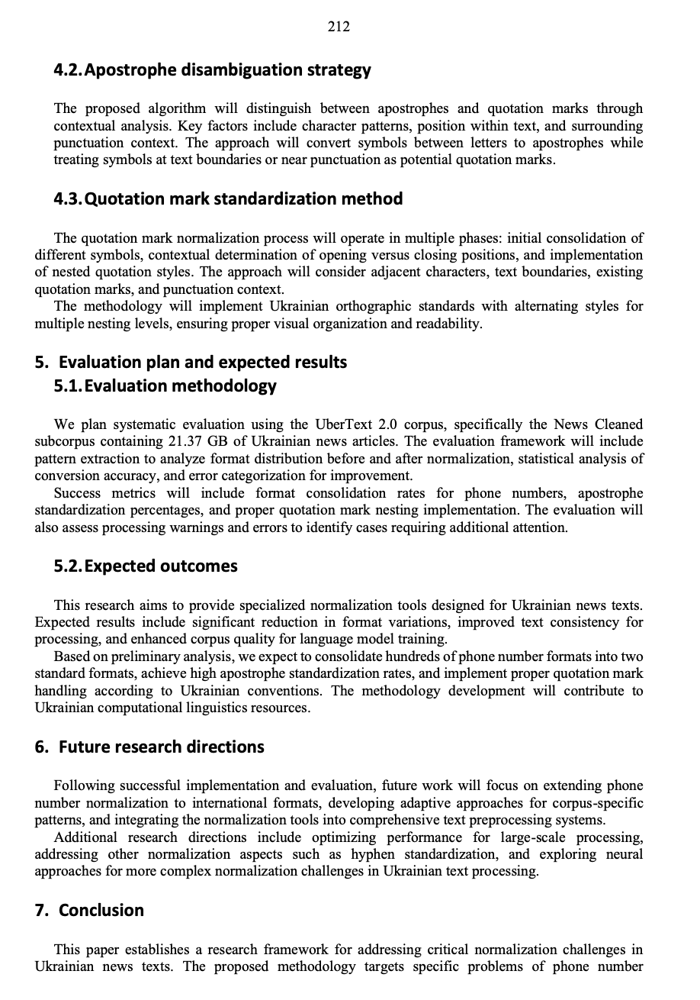 212
4.2. Apostrophe disambiguation strategy
The proposed algorithm will distinguish between apostrophes and quotation marks through
contextual analysis. Key factors include character patterns, position within text, and surrounding
punctuation context. The approach will convert symbols between letters to apostrophes while
treating symbols at text boundaries or near punctuation as potential quotation marks.
4.3. Quotation mark standardization method
The quotation mark normalization process will operate in multiple phases: initial consolidation of
different symbols, contextual determination of opening versus closing positions, and implementation
of nested quotation styles. The approach will consider adjacent characters, text boundaries, existing
quotation marks, and punctuation context.
The methodology will implement Ukrainian orthographic standards with alternating styles for
multiple nesting levels, ensuring proper visual organization and readability.
5. Evaluation plan and expected results
5.1. Evaluation methodology
We plan systematic evaluation using the UberText 2.0 corpus, specifically the News Cleaned
subcorpus containing 21.37 GB of Ukrainian news articles. The evaluation framework will include
pattern extraction to analyze format distribution before and after normalization, statistical analysis of
conversion accuracy, and error categorization for improvement.
Success metrics will include format consolidation rates for phone numbers, apostrophe
standardization percentages, and proper quotation mark nesting implementation. The evaluation will
also assess processing warnings and errors to identify cases requiring additional attention.
5.2. Expected outcomes
This research aims to provide specialized normalization tools designed for Ukrainian news texts.
Expected results include significant reduction in format variations, improved text consistency for
processing, and enhanced corpus quality for language model training.
Based on preliminary analysis, we expect to consolidate hundreds of phone number formats into two
standard formats, achieve high apostrophe standardization rates, and implement proper quotation mark
handling according to Ukrainian conventions. The methodology development will contribute to
Ukrainian computational linguistics resources.
6. Future research directions
Following successful implementation and evaluation, future work will focus on extending phone
number normalization to international formats, developing adaptive approaches for corpus-specific
patterns, and integrating the normalization tools into comprehensive text preprocessing systems.
Additional research directions include optimizing performance for large-scale processing,
addressing other normalization aspects such as hyphen standardization, and exploring neural
approaches for more complex normalization challenges in Ukrainian text processing.
7. Conclusion
This paper establishes a research framework for addressing critical normalization challenges in
Ukrainian news texts. The proposed methodology targets specific problems of phone number